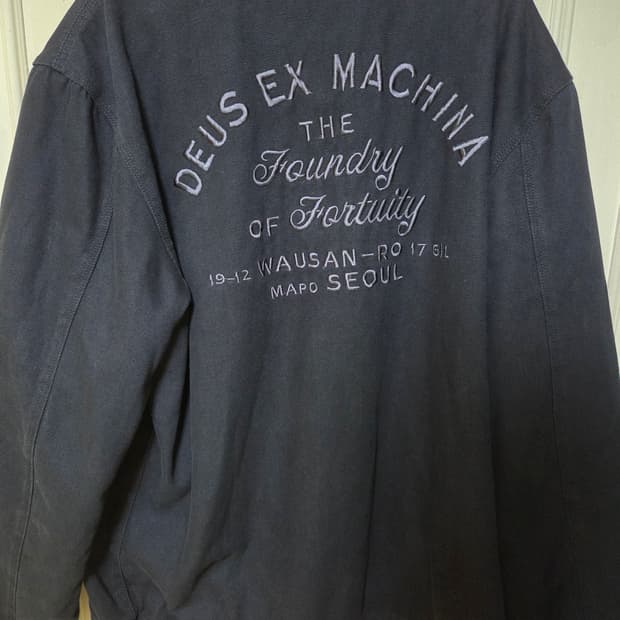 DEUS EX MACHINA
THE
Foundry
OF Fortuity
19-12 WAUSAN-RO 17 GIL
MAPO SEOUL